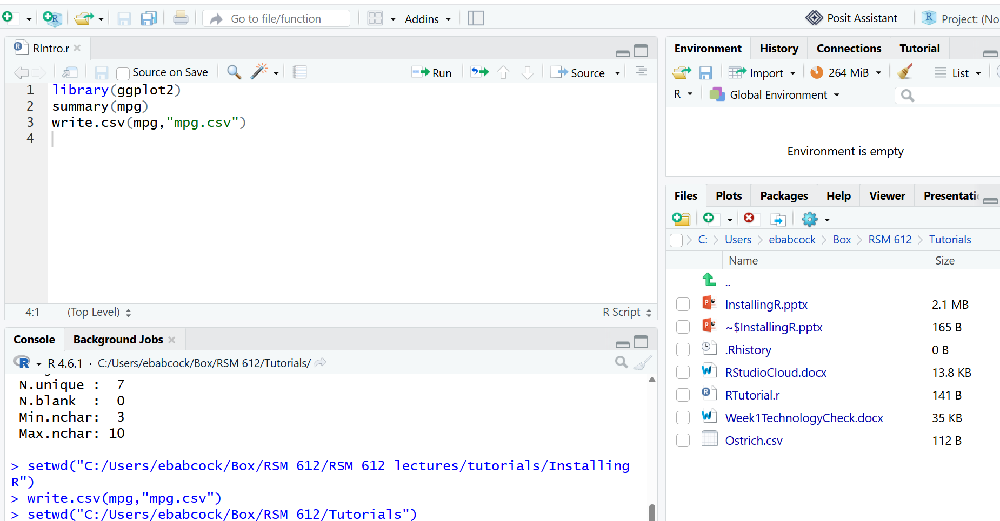 Go to file/function
Addins
Posit Assistant
Project: (No
RIntro.r
Source on Save
Run
Source
1 library(ggplot2)
2 summary(mpg)
3 write.csv(mpg,"mpg.csv")
4
4:1 (Top Level) R Script
Console Background Jobs
R 4.6.1 · C:/Users/ebabcock/Box/RSM 612/Tutorials/
N.unique : 7
N.blank : 0
Min.nchar: 3
Max.nchar: 10
> setwd("C:/Users/ebabcock/Box/RSM 612/RSM 612 lectures/tutorials/Installing
R")
> write.csv(mpg,"mpg.csv")
> setwd("C:/Users/ebabcock/Box/RSM 612/Tutorials")
Environment History Connections Tutorial
Import 264 MiB List
R Global Environment
Environment is empty
Files Plots Packages Help Viewer
C: Users ebabcock Box RSM 612 Tutorials
Name Size
..
InstallingR.pptx 2.1 MB
~$InstallingR.pptx 165 B
.Rhistory 0 B
RStudioCloud.docx 13.8 KB
RTutorial.r 141 B
Week1TechnologyCheck.docx 35 KB
Ostrich.csv 112 B